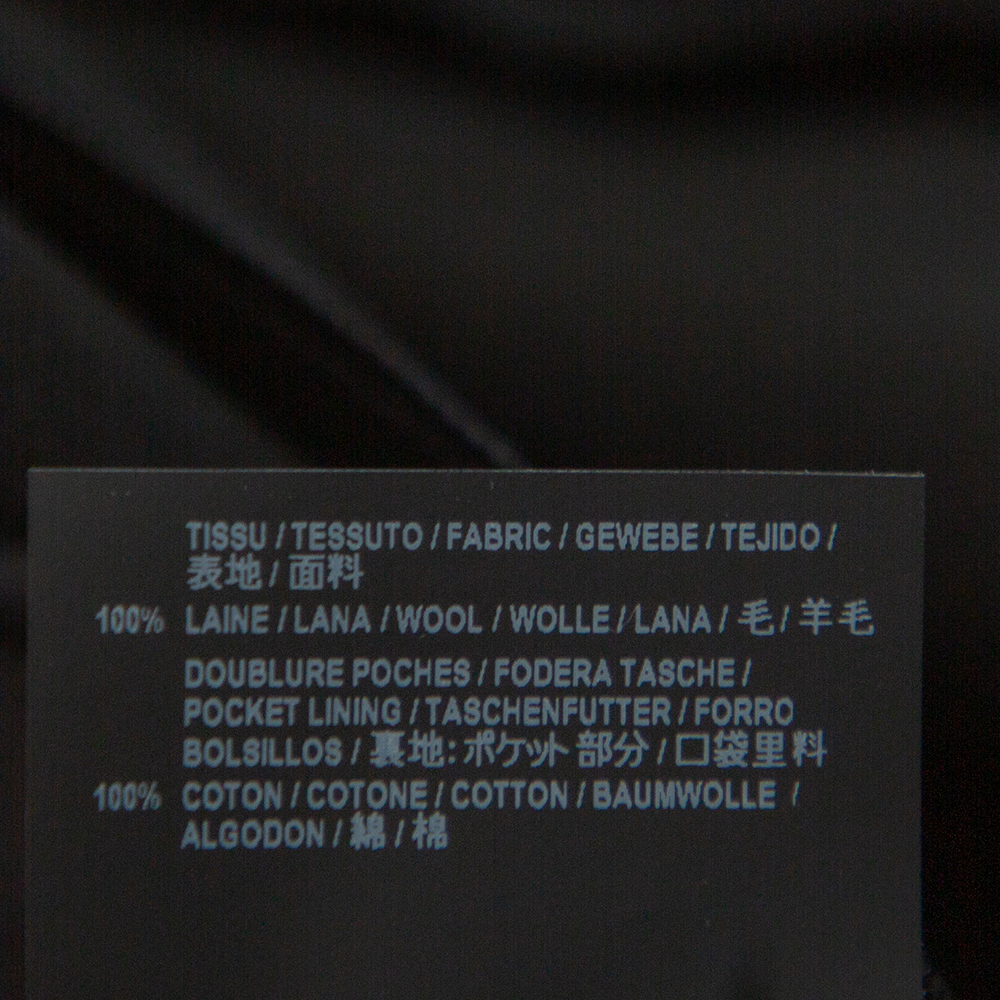 TISSU / TESSUTO / FABRIC / GEWEBE / TEJIDO /
表地 / 面料
100% LAINE / LANA / WOOL / WOLLE / LANA / 毛 / 羊毛
DOUBLURE POCHES / FODERA TASCHE /
POCKET LINING / TASCHENFUTTER / FORRO
BOLSILLOS / 裏地:ポケット部分 / 口袋里料
100% COTON / COTONE / COTTON / BAUMWOLLE /
ALGODON / 綿 / 棉